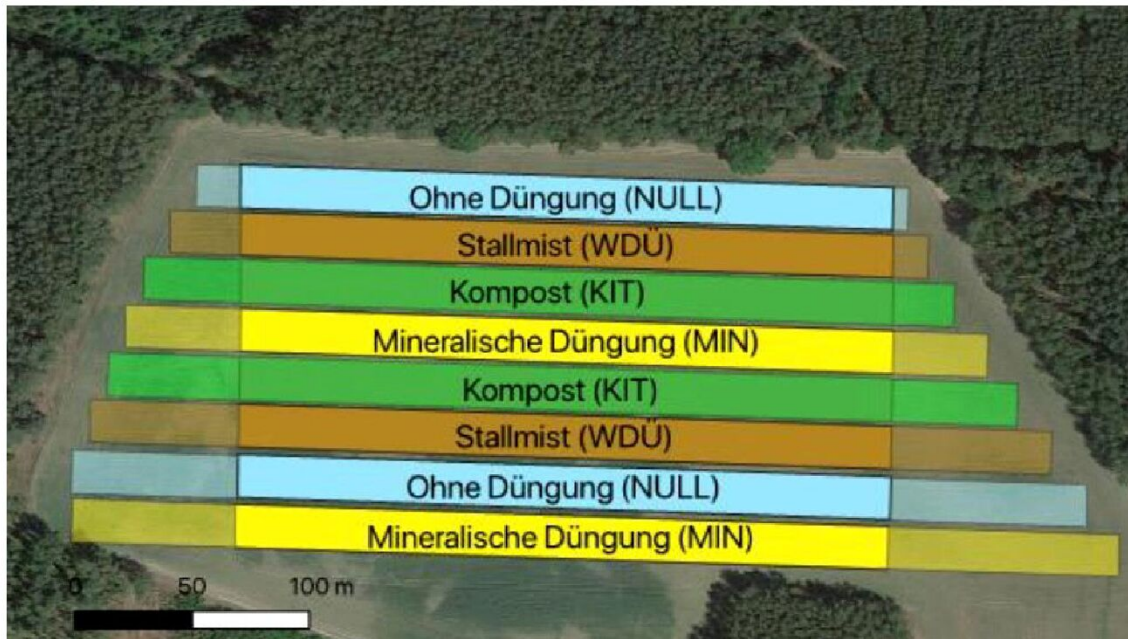 Ohne Düngung (NULL)
Stallmist (WDÜ)
Kompost (KIT)
Mineralische Düngung (MIN)
Kompost (KIT)
Stallmist (WDÜ)
Ohne Düngung (NULL)
Mineralische Düngung (MIN)
0 50 100 m